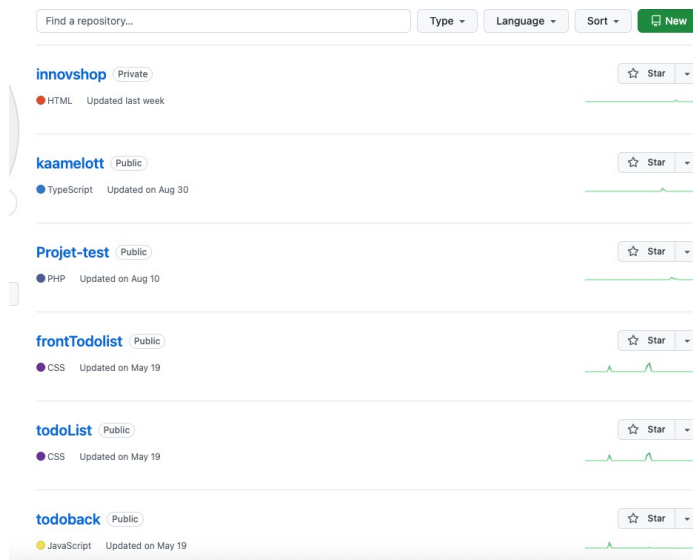 Find a repository... Type Language Sort New
innovshop Private Star
HTML Updated last week
kaamelott Public Star
TypeScript Updated on Aug 30
Projet-test Public Star
PHP Updated on Aug 10
frontTodolist Public Star
CSS Updated on May 19
todoList Public Star
CSS Updated on May 19
todoback Public Star
JavaScript Updated on May 19